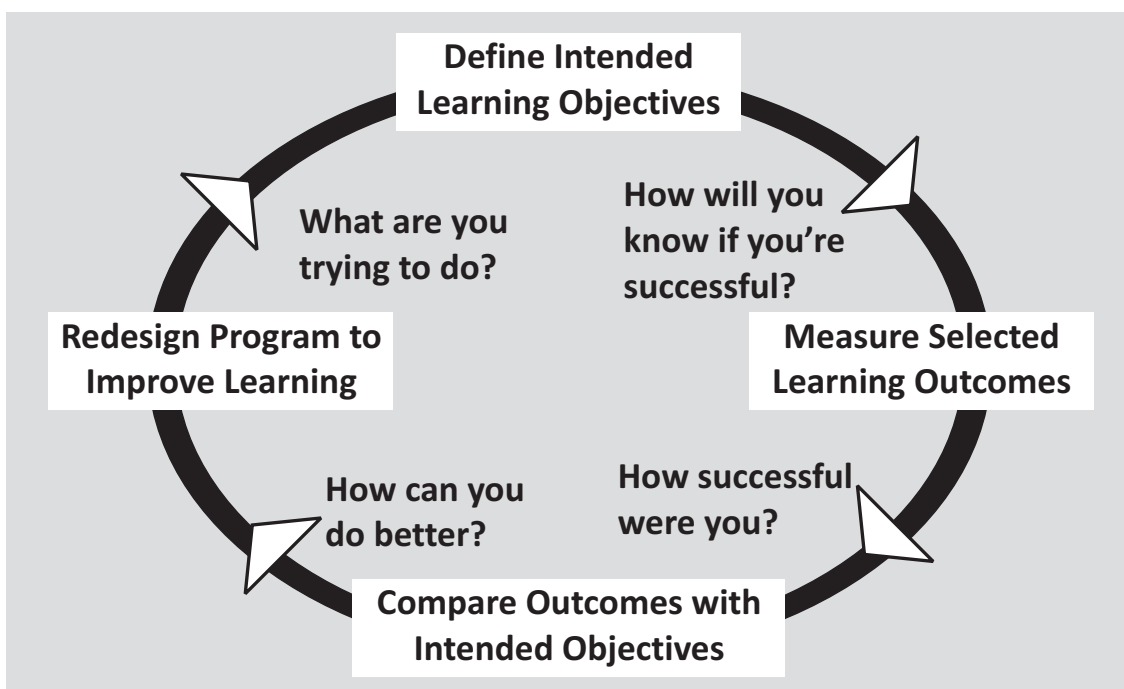 Define Intended
Learning Objectives
What are you
trying to do?
How will you
know if you’re
successful?
Redesign Program to
Improve Learning
Measure Selected
Learning Outcomes
How can you
do better?
How successful
were you?
Compare Outcomes with
Intended Objectives